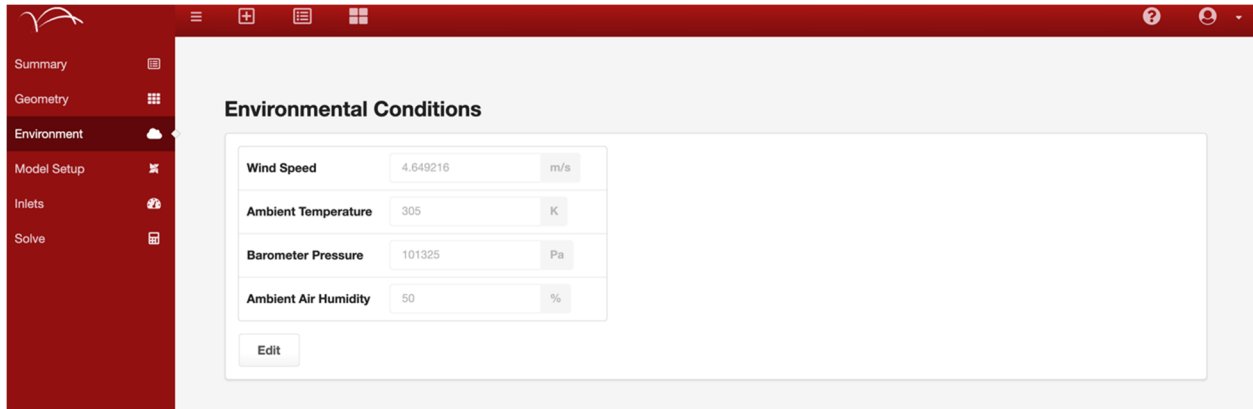 Summary
Geometry
Environment
Model Setup
Inlets
Solve
Environmental Conditions
Wind Speed 4.649216 m/s
Ambient Temperature 305 K
Barometer Pressure 101325 Pa
Ambient Air Humidity 50 %
Edit